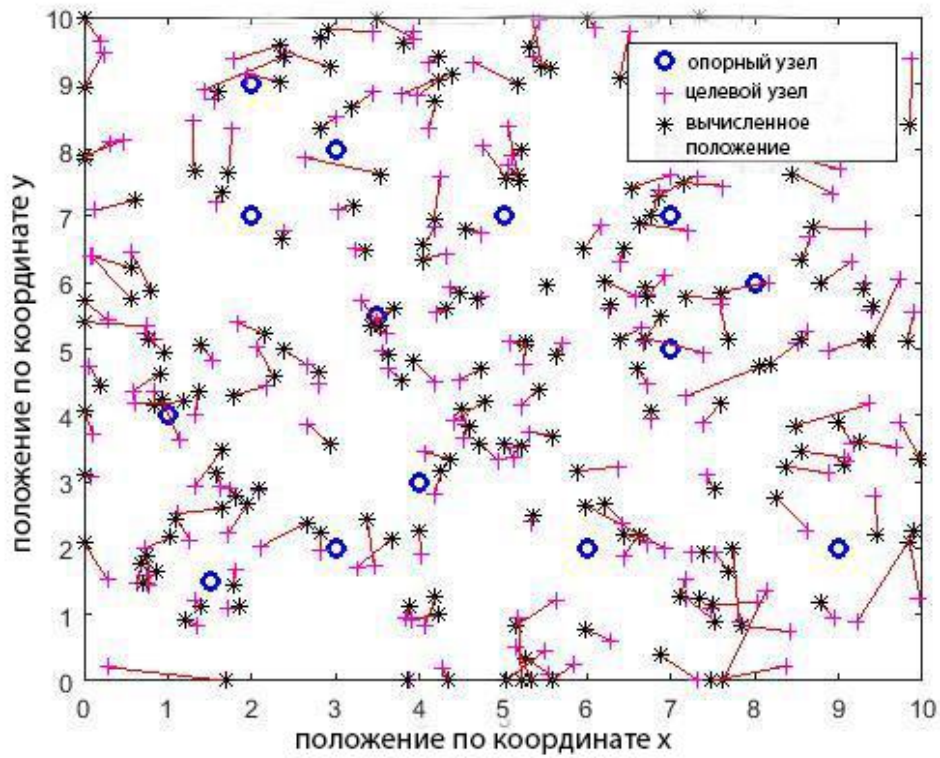 10
9
8
7
6
5
4
3
2
1
0
опорный узел
целевой узел
вычисленное
положение
положение по координате y
0 1 2 3 4 5 6 7 8 9 10
положение по координате x